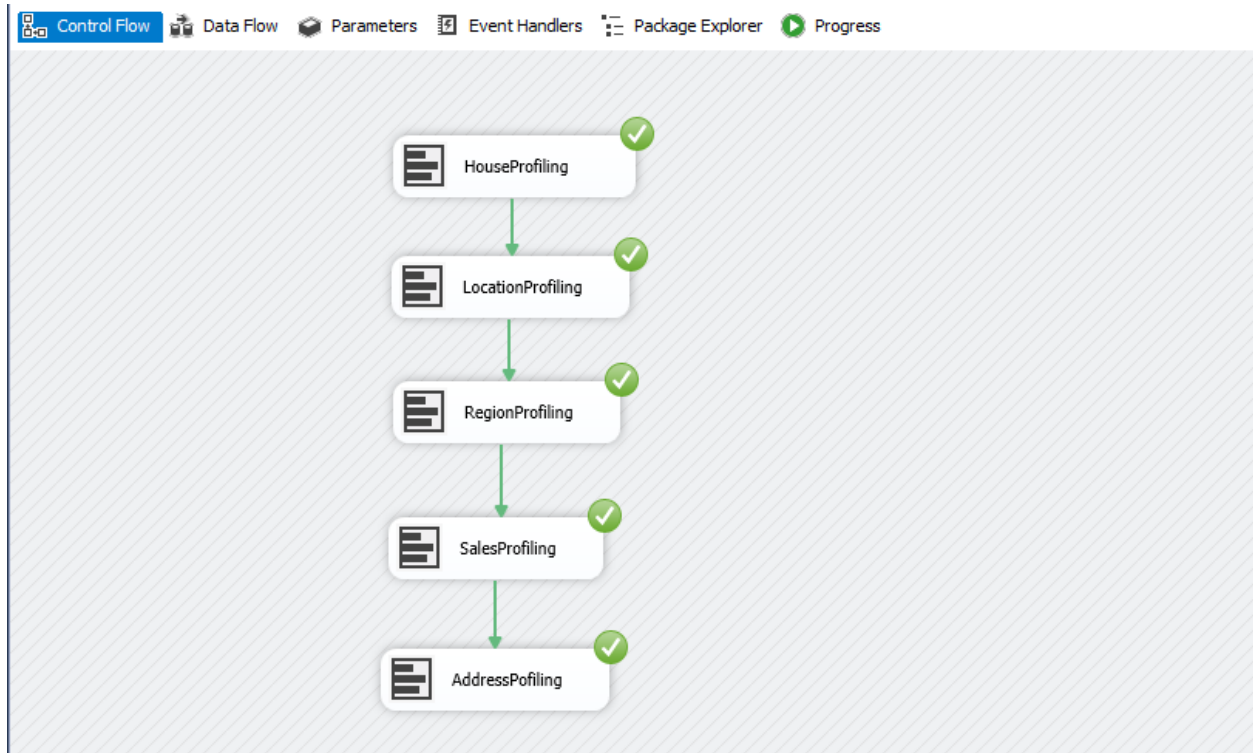 Control Flow Data Flow Parameters Event Handlers Package Explorer Progress
HouseProfiling
LocationProfiling
RegionProfiling
SalesProfiling
AddressPofiling